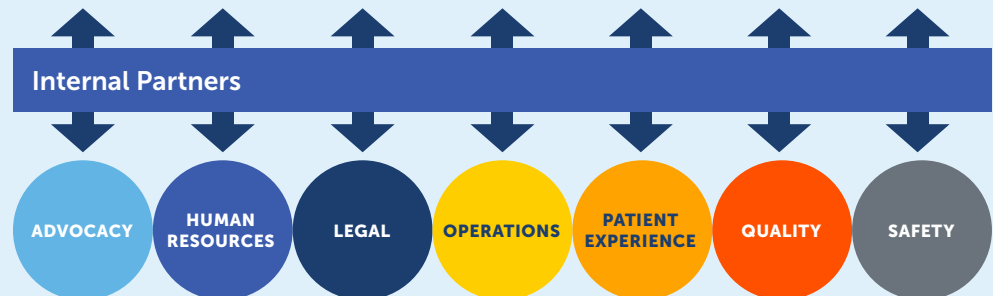 Internal Partners
ADVOCACY
HUMAN
RESOURCES
LEGAL
OPERATIONS
PATIENT
EXPERIENCE
QUALITY
SAFETY